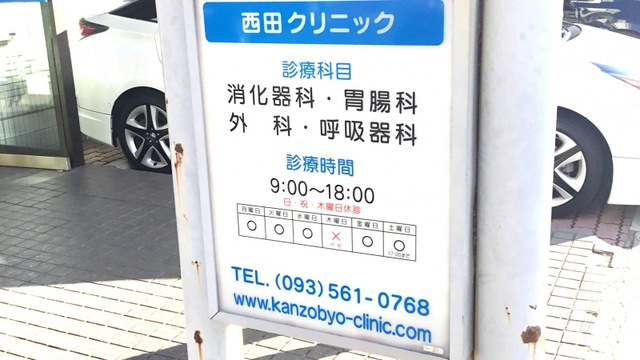 西田クリニック
診療科目
消化器科・胃腸科
外 科・呼吸器科
診療時間
9:00～18:00
日・祝・木曜日休診
月曜日 火曜日 水曜日 木曜日 金曜日 土曜日
○ ○ ○ × ○ ○
17:00まで
TEL. (093) 561-0768
www.kanzobyo-clinic.com